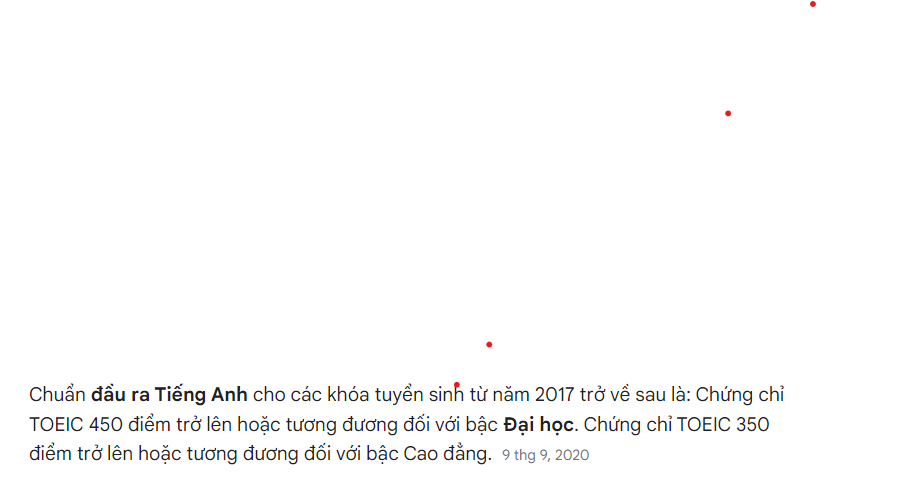 Chuẩn đầu ra Tiếng Anh cho các khóa tuyển sinh từ năm 2017 trở về sau là: Chứng chỉ
TOEIC 450 điểm trở lên hoặc tương đương đối với bậc Đại học. Chứng chỉ TOEIC 350
điểm trở lên hoặc tương đương đối với bậc Cao đẳng. 9 thg 9, 2020